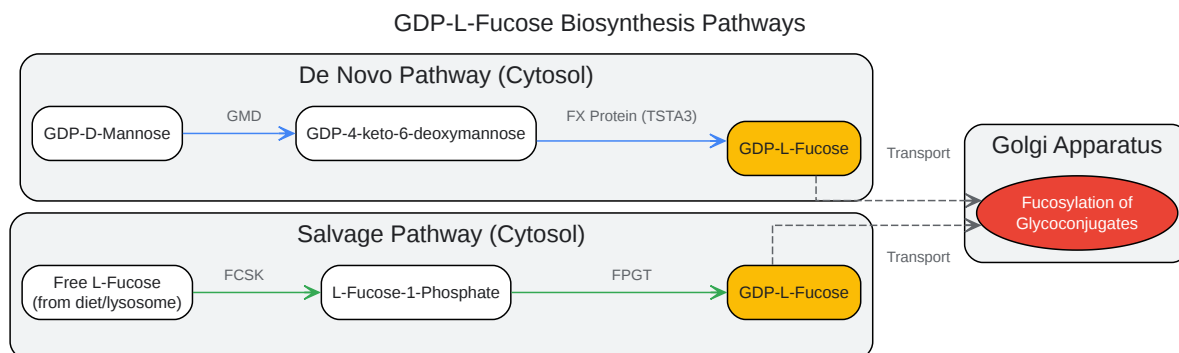 GDP-L-Fucose Biosynthesis Pathways
De Novo Pathway (Cytosol)
GDP-D-Mannose
GMD
GDP-4-keto-6-deoxymannose
FX Protein (TSTA3)
GDP-L-Fucose
Transport
Golgi Apparatus
Fucosylation of
Glycoconjugates
Salvage Pathway (Cytosol)
Free L-Fucose
(from diet/lysosome)
FCSK
L-Fucose-1-Phosphate
FPGT
GDP-L-Fucose
Transport